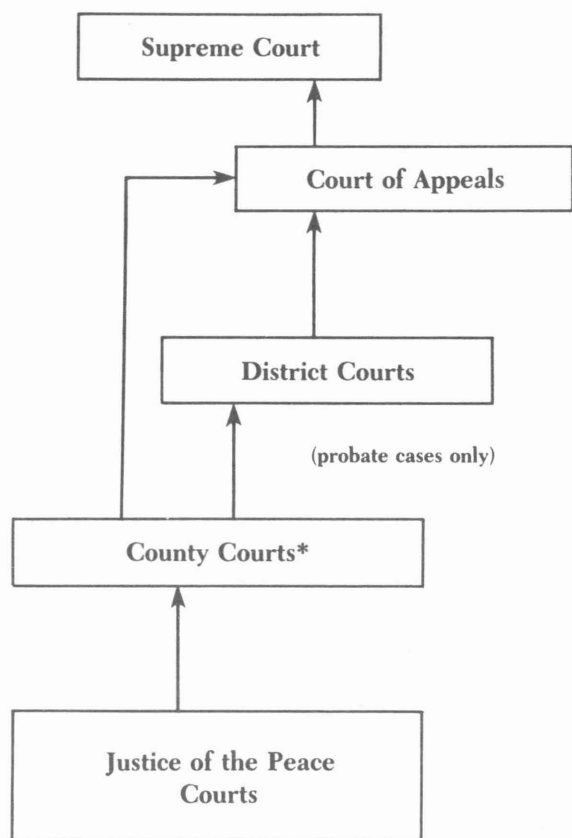 Supreme Court
Court of Appeals
District Courts
(probate cases only)
County Courts*
Justice of the Peace
Courts